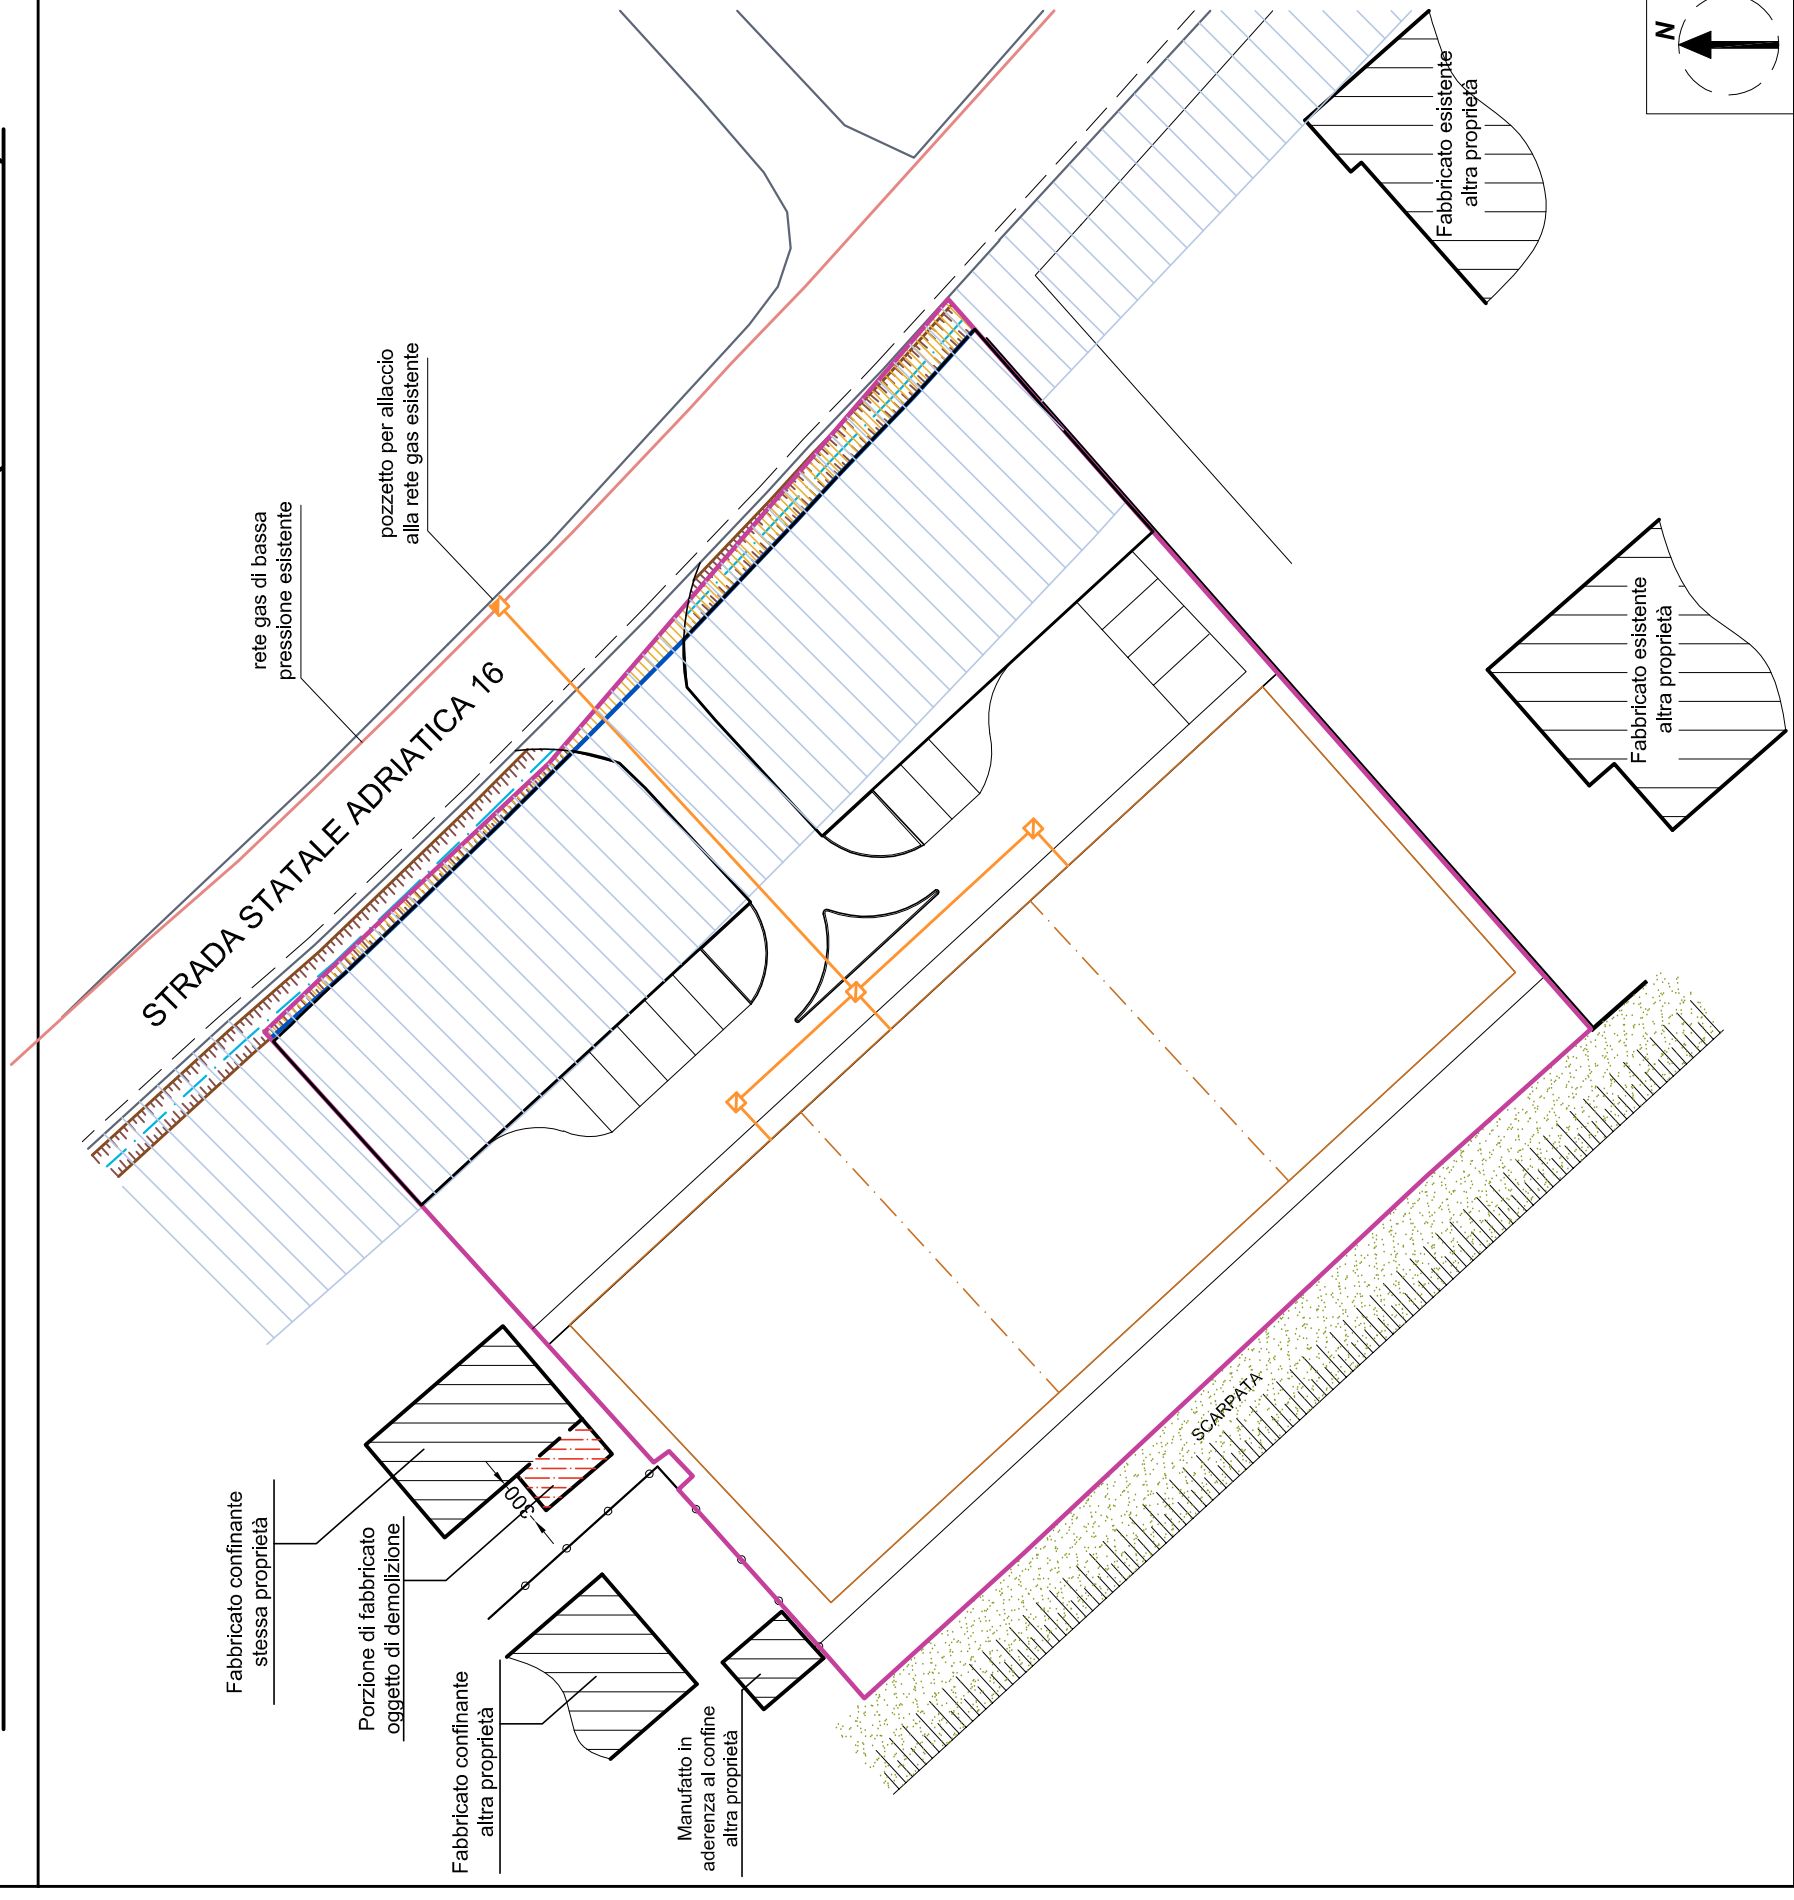 rete gas di bassa
pressione esistente
pozzetto per allaccio
alla rete gas esistente
STRADA STATALE ADRIATICA 16
Fabbricato esistente
altra proprietà
N
Fabbricato esistente
altra proprietà
SCARPATA
Fabbricato confinante
stessa proprietà
Porzione di fabbricato
oggetto di demolizione
300
Fabbricato confinante
altra proprietà
Manufatto in
aderenza al confine
altra proprietà